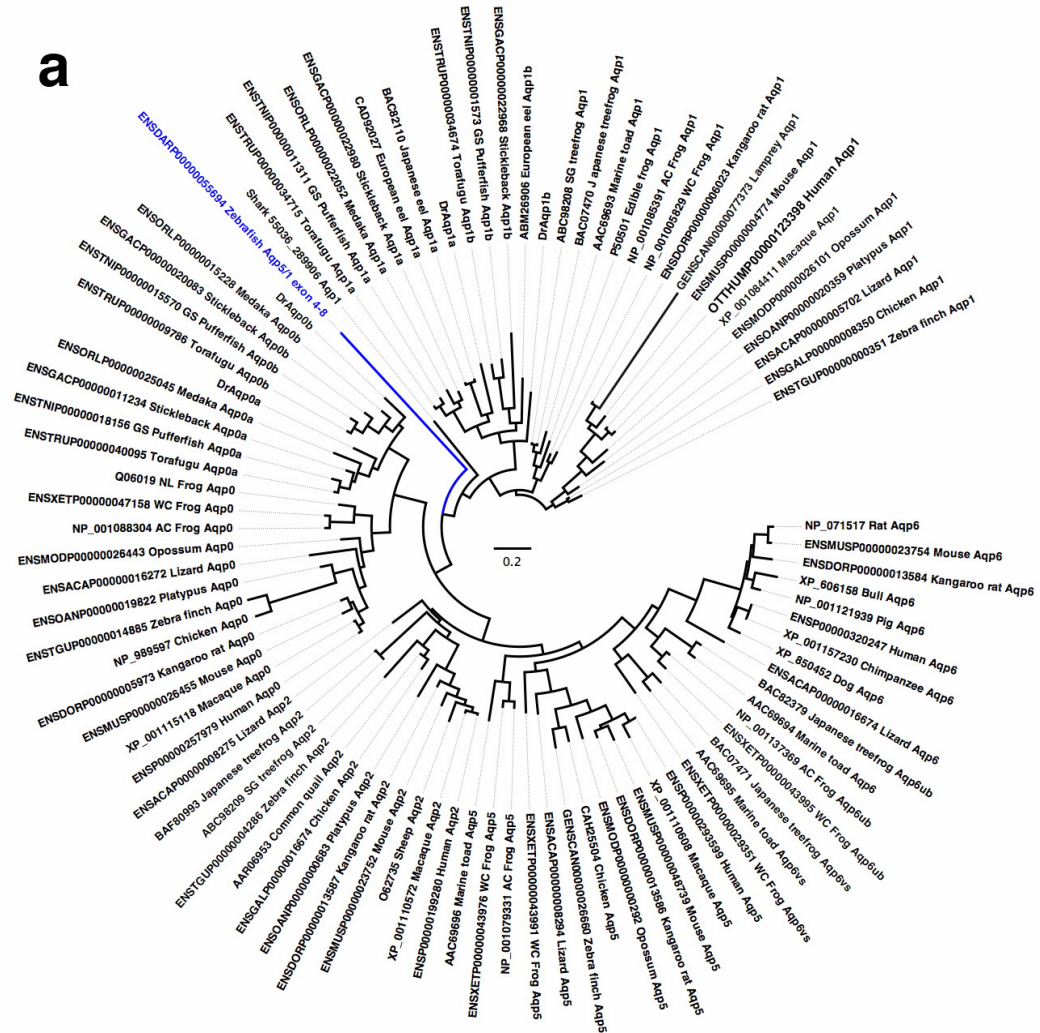 a
ENSDARP00000055694 Zebrafish Aqp5/1 exon 4-8
Shark 55036_289906 Aqp1
ENSTRUP00000034715 Torafugu Aqp1a
ENSTNIP00000011311 GS Pufferfish Aqp1a
ENSORLP00000022052 Medaka Aqp1a
ENSGACP00000022980 Stickleback Aqp1a
CAD92027 European eel Aqp1a
BAC82110 Japanese eel Aqp1a
DrAqp1a
ENSTRUP00000034674 Torafugu Aqp1b
ENSTNIP00000001573 GS Pufferfish Aqp1b
ENSGACP00000022968 Stickleback Aqp1b
ABM26906 European eel Aqp1b
DrAqp1b
ABC98208 SG treefrog Aqp1
BAC07470 J apanese treefrog Aqp1
AAC69693 Marine toad Aqp1
P50501 Edible frog Aqp1
NP_001085391 AC Frog Aqp1
NP_001005829 WC Frog Aqp1
ENSDORP00000006023 Kangaroo rat Aqp1
GENSCAN00000077373 Lamprey Aqp1
ENSMUSP00000004774 Mouse Aqp1
OTTHUMP00000123398 Human Aqp1
XP_001084411 Macaque Aqp1
ENSMODP00000026101 Opossum Aqp1
ENSOANP00000020359 Platypus Aqp1
ENSACAP00000005702 Lizard Aqp1
ENSGALP00000008350 Chicken Aqp1
ENSTGUP00000000351 Zebra finch Aqp1
NP_071517 Rat Aqp6
ENSMUSP00000023754 Mouse Aqp6
ENSDORP00000013584 Kangaroo rat Aqp6
XP_606158 Bull Aqp6
NP_001121939 Pig Aqp6
ENSP00000320247 Human Aqp6
XP_001157230 Chimpanzee Aqp6
XP_850452 Dog Aqp6
ENSACAP00000016674 Lizard Aqp6
BAC82379 Japanese treefrog Aqp6ub
AAC69694 Marine toad Aqp6
NP_001137369 AC Frog Aqp6ub
ENSXETP00000043995 WC Frog Aqp6ub
BAC07471 Japanese treefrog Aqp6vs
AAC69695 Marine toad Aqp6vs
ENSXETP00000029351 WC Frog Aqp6vs
ENSP00000293599 Human Aqp5
XP_001110608 Macaque Aqp5
ENSMUSP00000048739 Mouse Aqp5
ENSDORP00000013586 Kangaroo rat Aqp5
ENSMODP00000000292 Opossum Aqp5
CAH25504 Chicken Aqp5
GENSCAN00000026660 Zebra finch Aqp5
ENSACAP00000008294 Lizard Aqp5
ENSXETP00000043991 WC Frog Aqp5
NP_001079331 AC Frog Aqp5
ENSXETP00000043976 WC Frog Aqp5
AAC69696 Marine toad Aqp5
ENSP00000199280 Human Aqp2
XP_001110572 Macaque Aqp2
O62735 Sheep Aqp2
ENSMUSP00000023752 Mouse Aqp2
ENSDORP00000013587 Kangaroo rat Aqp2
ENSOANP00000000683 Platypus Aqp2
ENSGALP00000016674 Chicken Aqp2
AAR06953 Common quail Aqp2
ENSTGUP00000004286 Zebra finch Aqp2
ABC98209 SG treefrog Aqp2
BAF80993 Japanese treefrog Aqp2
ENSACAP00000008275 Lizard Aqp2
ENSP00000257979 Human Aqp0
XP_001115118 Macaque Aqp0
ENSMUSP00000026455 Mouse Aqp0
ENSDORP00000005973 Kangaroo rat Aqp0
NP_989597 Chicken Aqp0
ENSTGUP00000014885 Zebra finch Aqp0
ENSOANP00000019822 Platypus Aqp0
ENSACAP00000016272 Lizard Aqp0
ENSMODP00000026443 Opossum Aqp0
NP_001088304 AC Frog Aqp0
ENSXETP00000047158 WC Frog Aqp0
Q06019 NL Frog Aqp0
ENSTRUP00000040095 Torafugu Aqp0a
ENSTNIP00000018156 GS Pufferfish Aqp0a
ENSGACP00000011234 Stickleback Aqp0a
ENSORLP00000025045 Medaka Aqp0a
DrAqp0a
ENSTRUP00000009786 Torafugu Aqp0b
ENSTNIP00000015570 GS Pufferfish Aqp0b
ENSGACP00000020083 Stickleback Aqp0b
ENSORLP00000015228 Medaka Aqp0b
DrAqp0b
0.2